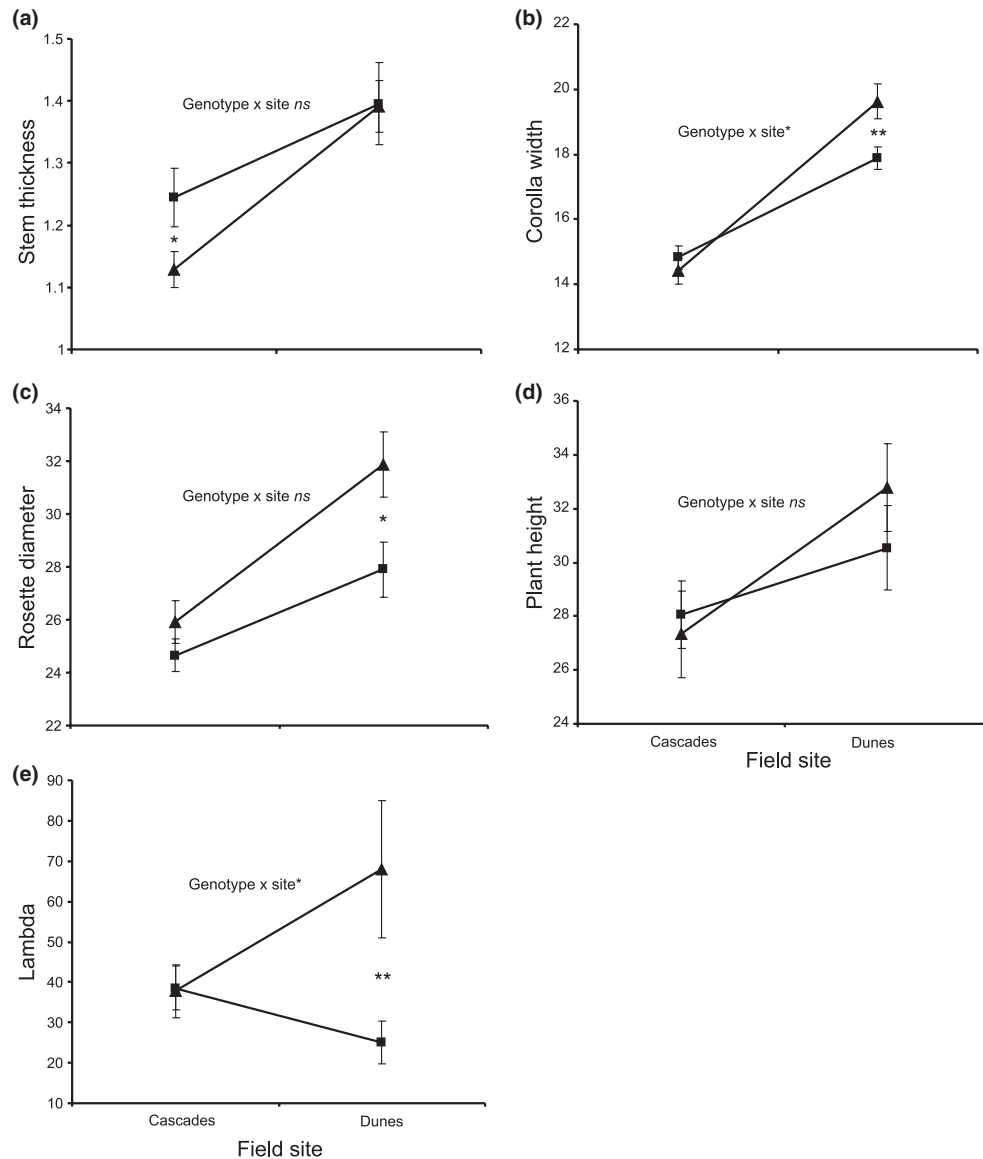 (a)
1.5
1.4
1.3
1.2
1.1
1
Stem thickness
Genotype x site ns
*
(b)
22
20
18
16
14
12
Corolla width
Genotype x site*
**
(c)
34
32
30
28
26
24
22
Rosette diameter
Genotype x site ns
*
(d)
36
34
32
30
28
26
24
Plant height
Genotype x site ns
Cascades Dunes
Field site
(e)
90
80
70
60
50
40
30
20
10
Lambda
Genotype x site*
**
Cascades Dunes
Field site